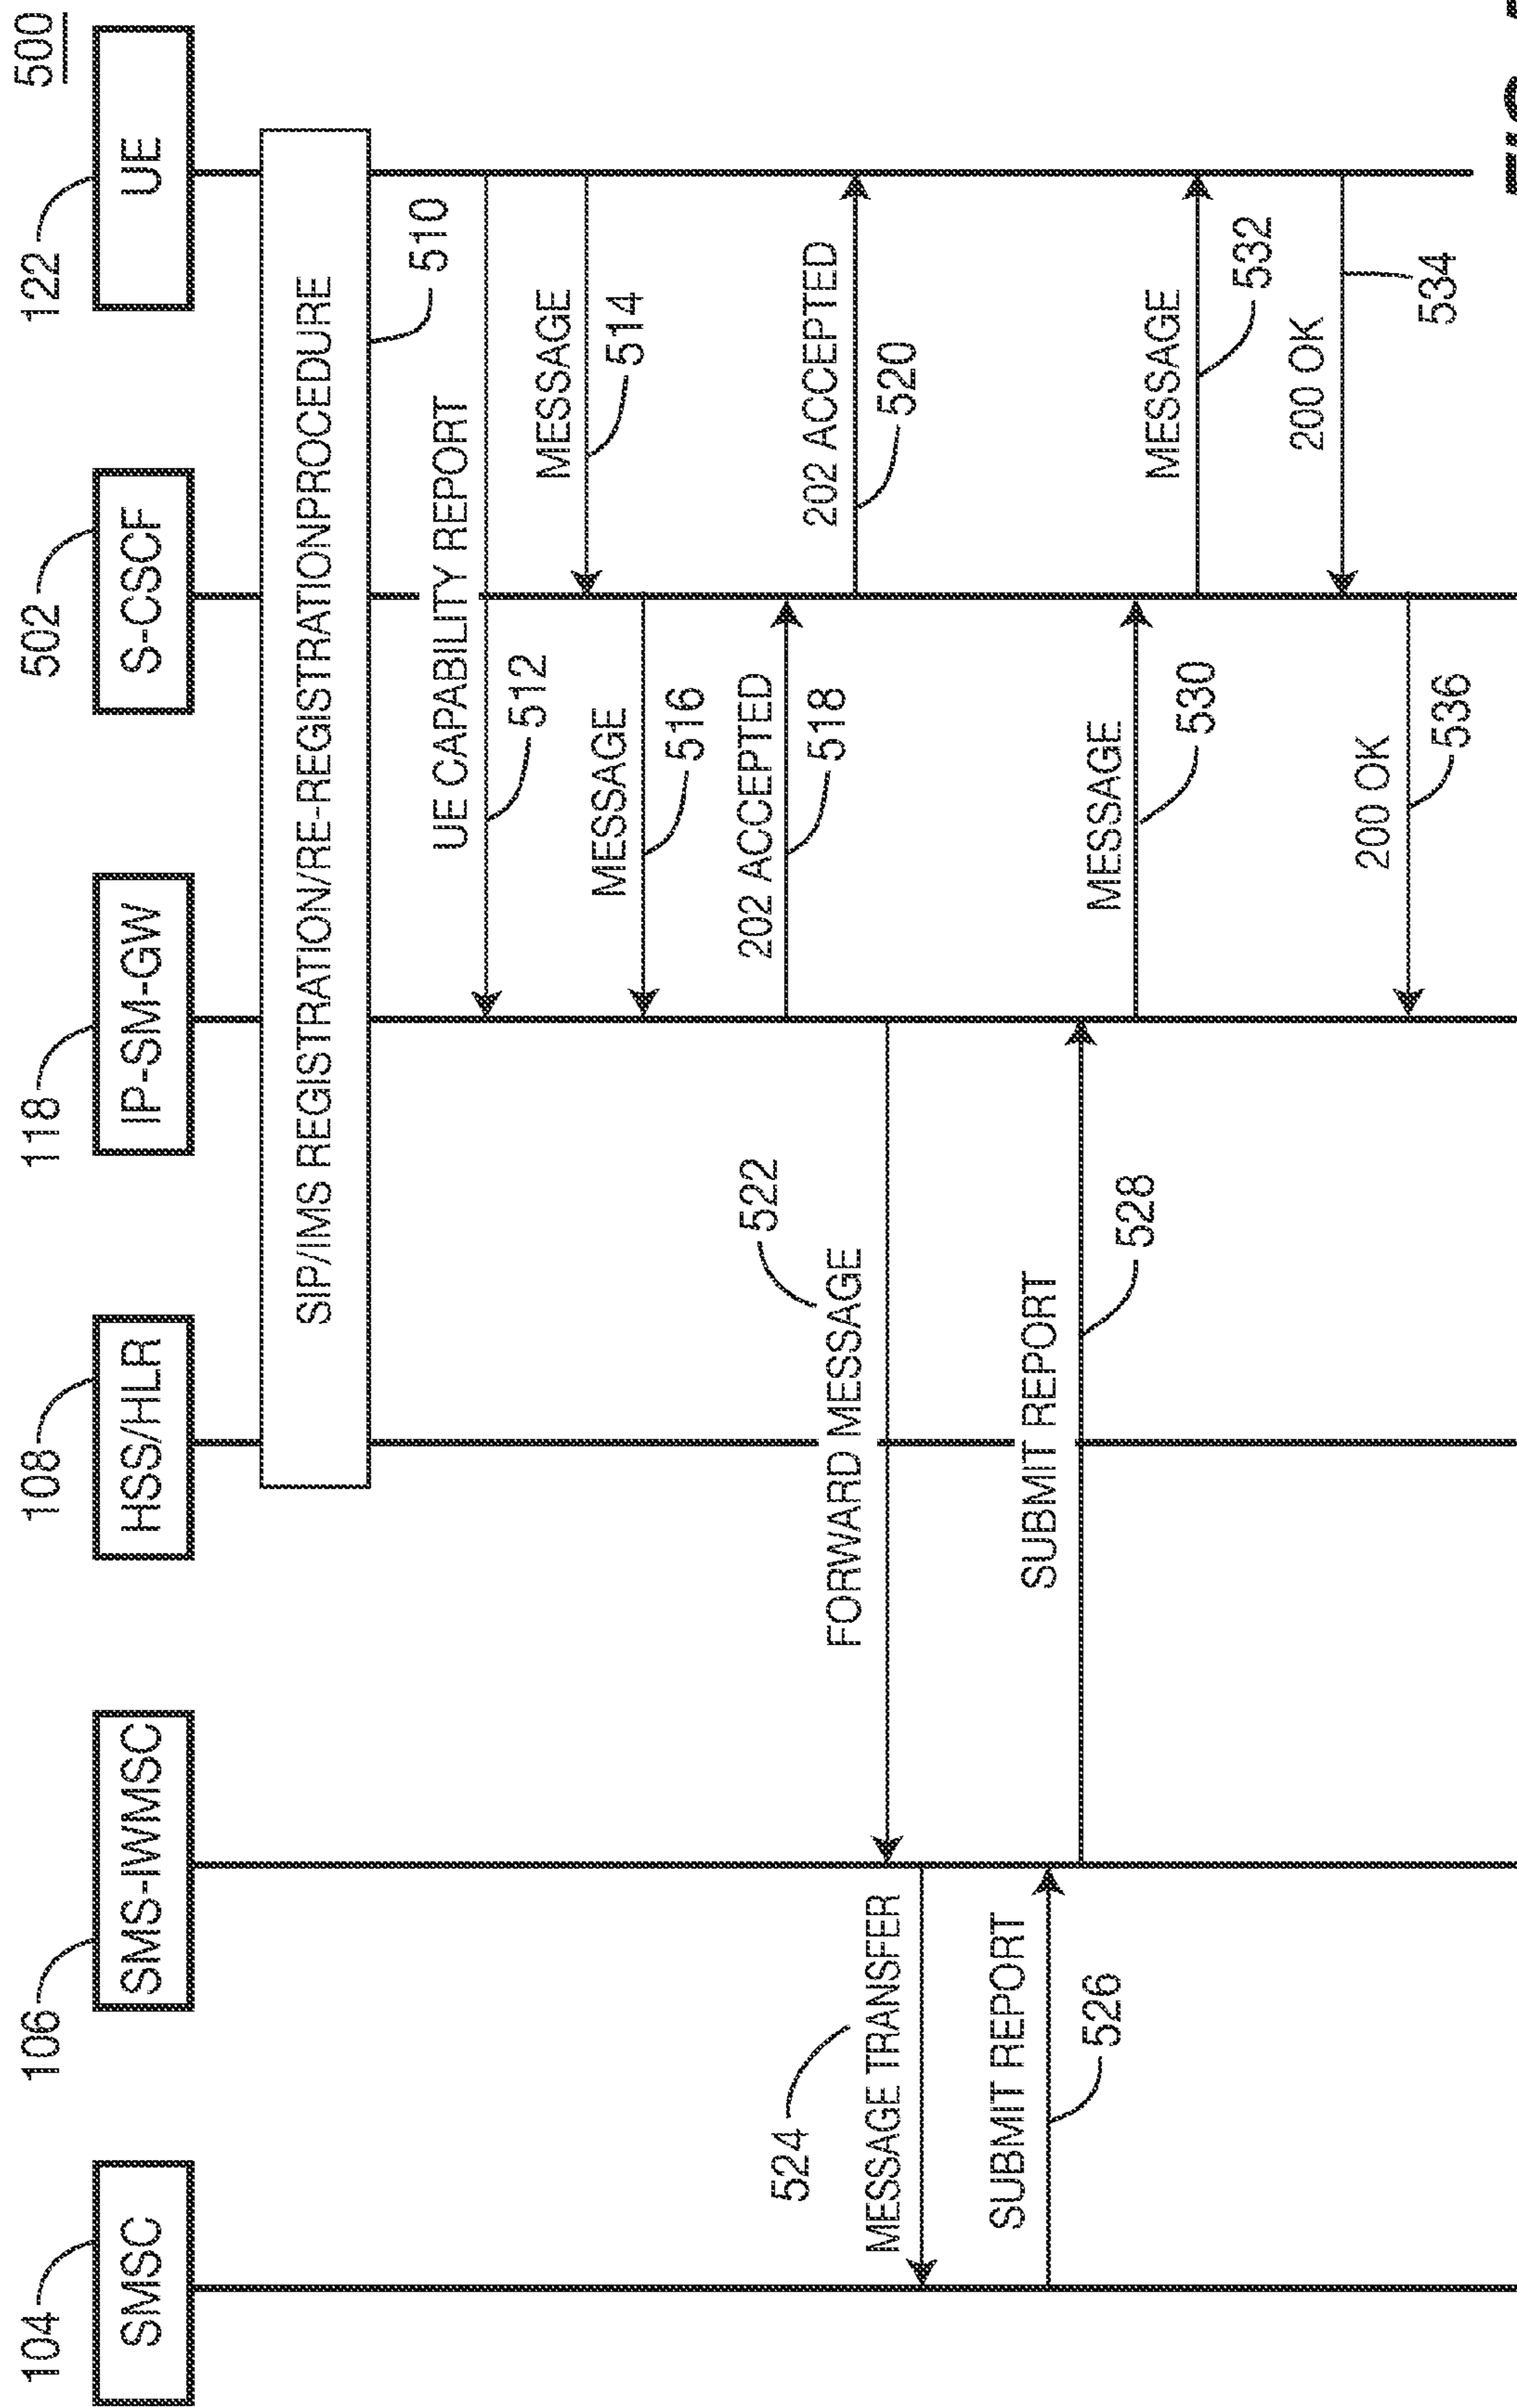 500
104
106
108
118
502
122
SMSC
SMS-IWMSC
HSS/HLR
IP-SM-GW
S-CSCF
UE
SIP/IMS REGISTRATION/RE-REGISTRATIONPROCEDURE
510
UE CAPABILITY REPORT
512
MESSAGE
514
MESSAGE
516
202 ACCEPTED
518
202 ACCEPTED
520
522
FORWARD MESSAGE
524
MESSAGE TRANSFER
SUBMIT REPORT
526
SUBMIT REPORT
528
MESSAGE
530
MESSAGE
532
200 OK
534
200 OK
536